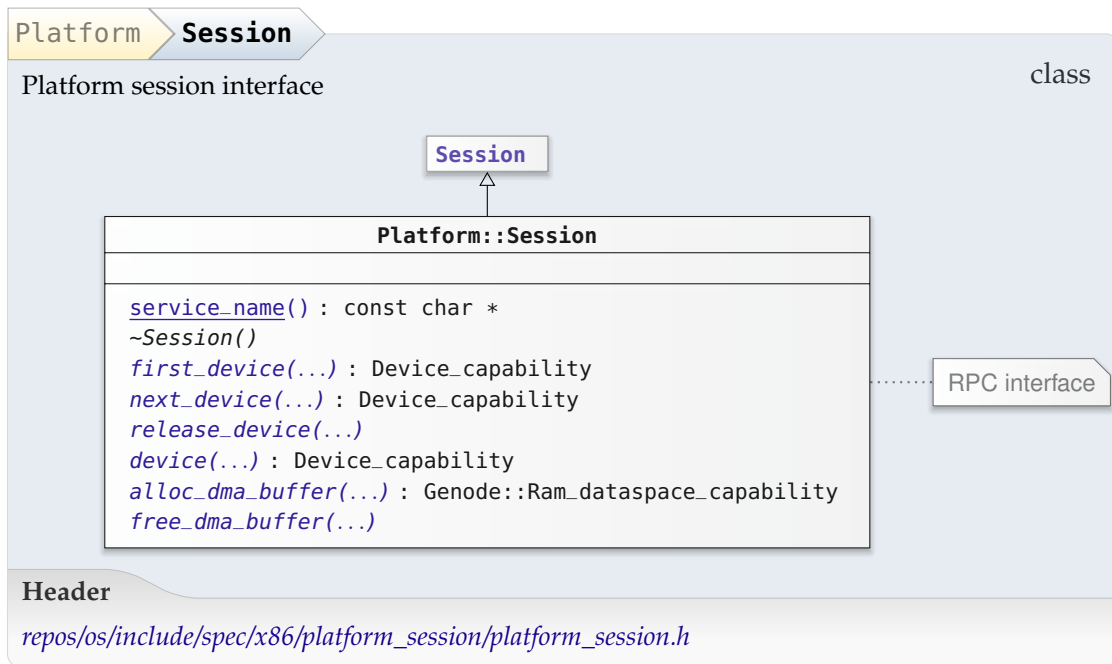 Platform Session
class
Platform session interface
Session
Platform::Session
service_name() : const char *
~Session()
first_device(...) : Device_capability
next_device(...) : Device_capability
release_device(...)
device(...) : Device_capability
alloc_dma_buffer(...) : Genode::Ram_dataspace_capability
free_dma_buffer(...)
RPC interface
Header
repos/os/include/spec/x86/platform_session/platform_session.h